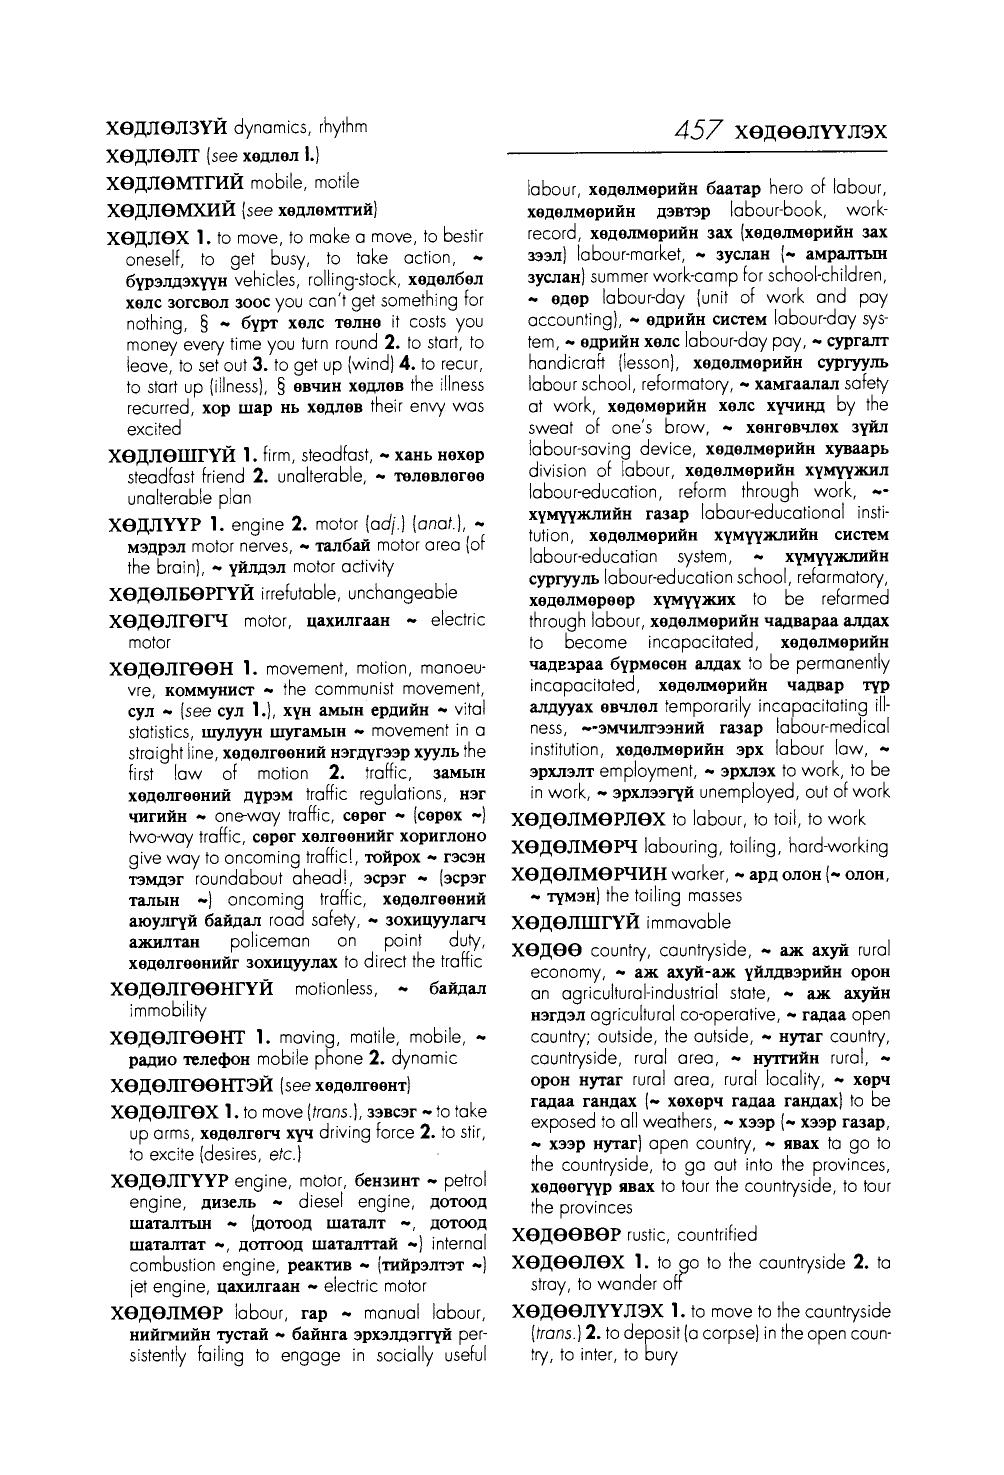 ХӨДЛӨЛЗҮЙ dynamics, rhythm
ХӨДЛӨЛТ (see хөдлөл 1.)
ХӨДЛӨМТГИЙ mobile, motile
ХӨДЛӨМХИЙ (see хөдлөмтгий)
ХӨДЛӨХ 1. to move, to make a move, to bestir
oneself, to get busy, to take action, ~
бүрэлдэхүүн vehicles, rolling-stock, хөдөлбөл
хөлс зогсвол зоос you can't get something for
nothing, § ~ бүрт хөлс төлнө it costs you
money every time you turn round 2. to start, to
leave, to set out 3. to get up (wind) 4. to recur,
to start up (illness), § өвчин хөдлөв the illness
recurred, хор шар нь хөдлөв their envy was
excited
ХӨДЛӨШГҮЙ 1. firm, steadfast, ~ хань нөхөр
steadfast friend 2. unalterable, ~ төлөвлөгөө
unalterable plan
ХӨДЛҮҮР 1. engine 2. motor (adj.) (anat.), ~
мэдрэл motor nerves, ~ талбай motor area (of
the brain), ~ үйлдэл motor activity
ХӨДӨЛБӨРГҮЙ irrefutable, unchangeable
ХӨДӨЛГӨГЧ motor, цахилгаан ~ electric
motor
ХӨДӨЛГӨӨН 1. movement, motion, manoeu-
vre, коммунист ~ the communist movement,
сул ~ (see сул 1.), хүн амын ердийн ~ vital
statistics, шулуун шугамын ~ movement in a
straight line, хөдөлгөөний нэгдүгээр хууль the
first law of motion 2. traffic, замын
хөдөлгөөний дүрэм traffic regulations, нэг
чигийн ~ one-way traffic, сөрөг ~ (сөрөх ~)
two-way traffic, сөрөг хөлгөөнийг хориглоно
give way to oncoming traffic!, тойрох ~ гэсэн
тэмдэг roundabout ahead!, эсрэг ~ (эсрэг
талын ~) oncoming traffic, хөдөлгөөний
аюулгүй байдал road safety, ~ зохицуулагч
ажилтан policeman on point duty,
хөдөлгөөнийг зохицуулах to direct the traffic
ХӨДӨЛГӨӨНГҮЙ motionless, ~ байдал
immobility
ХӨДӨЛГӨӨНТ 1. moving, matile, mobile, ~
радио телефон mobile phone 2. dynamic
ХӨДӨЛГӨӨНТЭЙ (see хөдөлгөөнт)
ХӨДӨЛГӨХ 1. to move (trans.), зэвсэг ~ to take
up arms, хөдөлгөгч хүч driving force 2. to stir,
to excite (desires, etc.)
ХӨДӨЛГҮҮР engine, motor, бензинт ~ petrol
engine, дизель ~ diesel engine, дотоод
шаталтын ~ (дотоод шаталт ~, дотоод
шаталтат ~, дотгоод шаталттай ~) internal
combustion engine, реактив ~ (тийрэлтэт ~)
jet engine, цахилгаан ~ electric motor
ХӨДӨЛМӨР labour, гар ~ manual labour,
нийгмийн тустай ~ байнга эрхэлдэггүй per-
sistently failing to engage in socially useful
457 ХӨДӨӨЛҮҮЛЭХ
labour, хөдөлмөрийн баатар hero of labour,
хөдөлмөрийн дэвтэр labour-book, work-
record, хөдөлмөрийн зах (хөдөлмөрийн зах
зээл) labour-market, ~ зуслан (~ амралтын
зуслан) summer work-camp for school-children,
~ өдөр labour-day (unit of work and pay
accounting), ~ өдрийн систем labour-day sys-
tem, ~ өдрийн хөлс labour-day pay, ~ сургалт
handicraft (lesson), хөдөлмөрийн сургууль
labour school, reformatory, ~ хамгаалал safety
at work, хөдөмөрийн хөлс хүчинд by the
sweat of one's brow, ~ хөнгөвчлөх зүйл
labour-saving device, хөдөлмөрийн хуваарь
division of labour, хөдөлмөрийн хүмүүжил
labour-education, reform through work, ~-
хүмүүжлийн газар labaur-educational insti-
tution, хөдөлмөрийн хүмүүжлийн систем
labour-educatian system, ~ хүмүүжлийн
сургууль labour-education school, refarmatory,
хөдөлмөрөөр хүмүүжих to be refarmed
through labour, хөдөлмөрийн чадвараа алдах
to become incapacitated, хөдөлмөрийн
чадвзраа бүрмөсөн алдах to be permanently
incapacitated, хөдөлмөрийн чадвар түр
алдуузах өвчлөл temporarily incapacitating ill-
ness, ~-эмчилгээний газар labour-medical
institution, хөдөлмөрийн эрх labour law, ~
эрхлэлт employment, ~ эрхлэх to work, to be
in work, ~ эрхлээгүй unemployed, out of work
ХӨДӨЛМӨРЛӨХ to labour, to toil, to work
ХӨДӨЛМӨРЧ labouring, toiling, hard-working
ХӨДӨЛМӨРЧИН warker, ~ ард олон (~ олон,
~ түмэн) the toiling masses
ХӨДӨЛШГҮЙ immavable
ХӨДӨӨ country, cauntryside, ~ аж ахуй rural
economy, ~ аж ахуй-аж үйлдвэрийн орон
an agricultural-industrial state, ~ аж ахуйн
нэгдэл agricultural co-operative, ~ гадаа open
country; outside, the autside, ~ нутаг cauntry,
cauntryside, rural area, ~ нутгийн rural, ~
орон нутаг rural area, rural locality, ~ хөрч
гадаа гандах (~ хөхөрч гадаа гандах) to be
exposed to all weathers, ~ хээр (~ хээр газар,
~ хээр нутаг) apen country, ~ явах ta go to
the countryside, to ga aut into the provinces,
хөдөөгүүр явах to tour the countryside, to tour
the provinces
ХӨДӨӨВӨР rustic, countrified
ХӨДӨӨЛӨХ 1. to go to the cauntryside 2. ta
stray, to wander off
ХӨДӨӨЛҮҮЛЭХ 1. to move to the cauntryside
(trans.) 2. to deposit (a corpse) in the open coun-
try, to inter, to bury